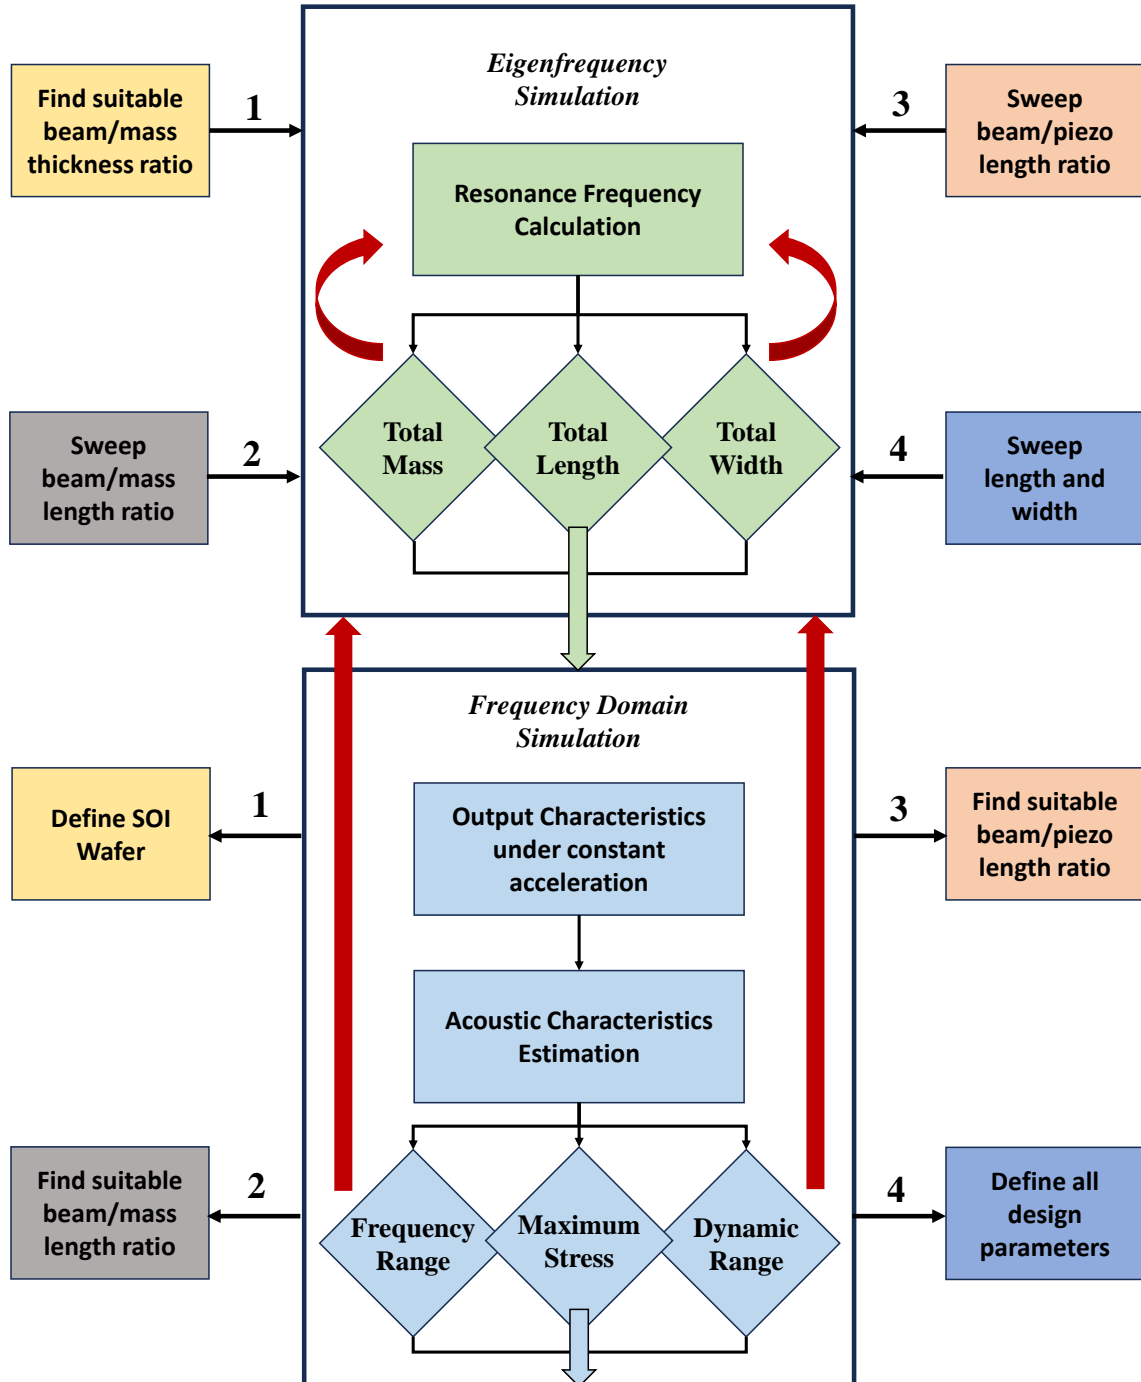 Eigenfrequency
Simulation
Find suitable
beam/mass
thickness ratio
1
3
Sweep
beam/piezo
length ratio
Resonance Frequency
Calculation
Sweep
beam/mass
length ratio
2
Total
Mass
Total
Length
Total
Width
4
Sweep
length and
width
Frequency Domain
Simulation
Define SOI
Wafer
1
Output Characteristics
under constant
acceleration
3
Find suitable
beam/piezo
length ratio
Acoustic Characteristics
Estimation
Find suitable
beam/mass
length ratio
2
Frequency
Range
Maximum
Stress
Dynamic
Range
4
Define all
design
parameters